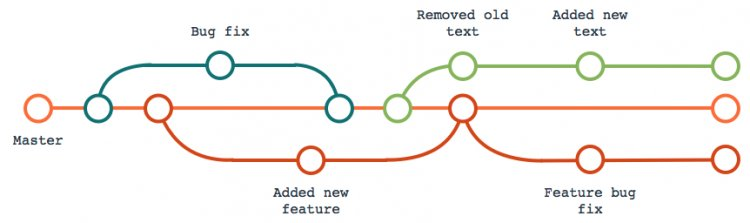 Removed old
text
Added new
text
Bug fix
Master
Added new
feature
Feature bug
fix